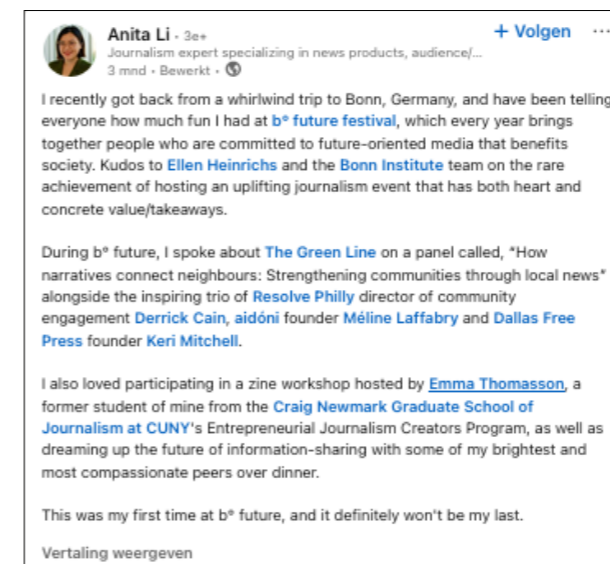 Anita Li · 3e+
+ Volgen ...
Journalism expert specializing in news products, audience/...
3 mnd · Bewerkt ·
I recently got back from a whirlwind trip to Bonn, Germany, and have been telling
everyone how much fun I had at b° future festival, which every year brings
together people who are committed to future-oriented media that benefits
society. Kudos to Ellen Heinrichs and the Bonn Institute team on the rare
achievement of hosting an uplifting journalism event that has both heart and
concrete value/takeaways.
During b° future, I spoke about The Green Line on a panel called, “How
narratives connect neighbours: Strengthening communities through local news”
alongside the inspiring trio of Resolve Philly director of community
engagement Derrick Cain, aidóni founder Méline Laffabry and Dallas Free
Press founder Keri Mitchell.
I also loved participating in a zine workshop hosted by Emma Thomasson, a
former student of mine from the Craig Newmark Graduate School of
Journalism at CUNY's Entrepreneurial Journalism Creators Program, as well as
dreaming up the future of information-sharing with some of my brightest and
most compassionate peers over dinner.
This was my first time at b° future, and it definitely won't be my last.
Vertaling weergeven